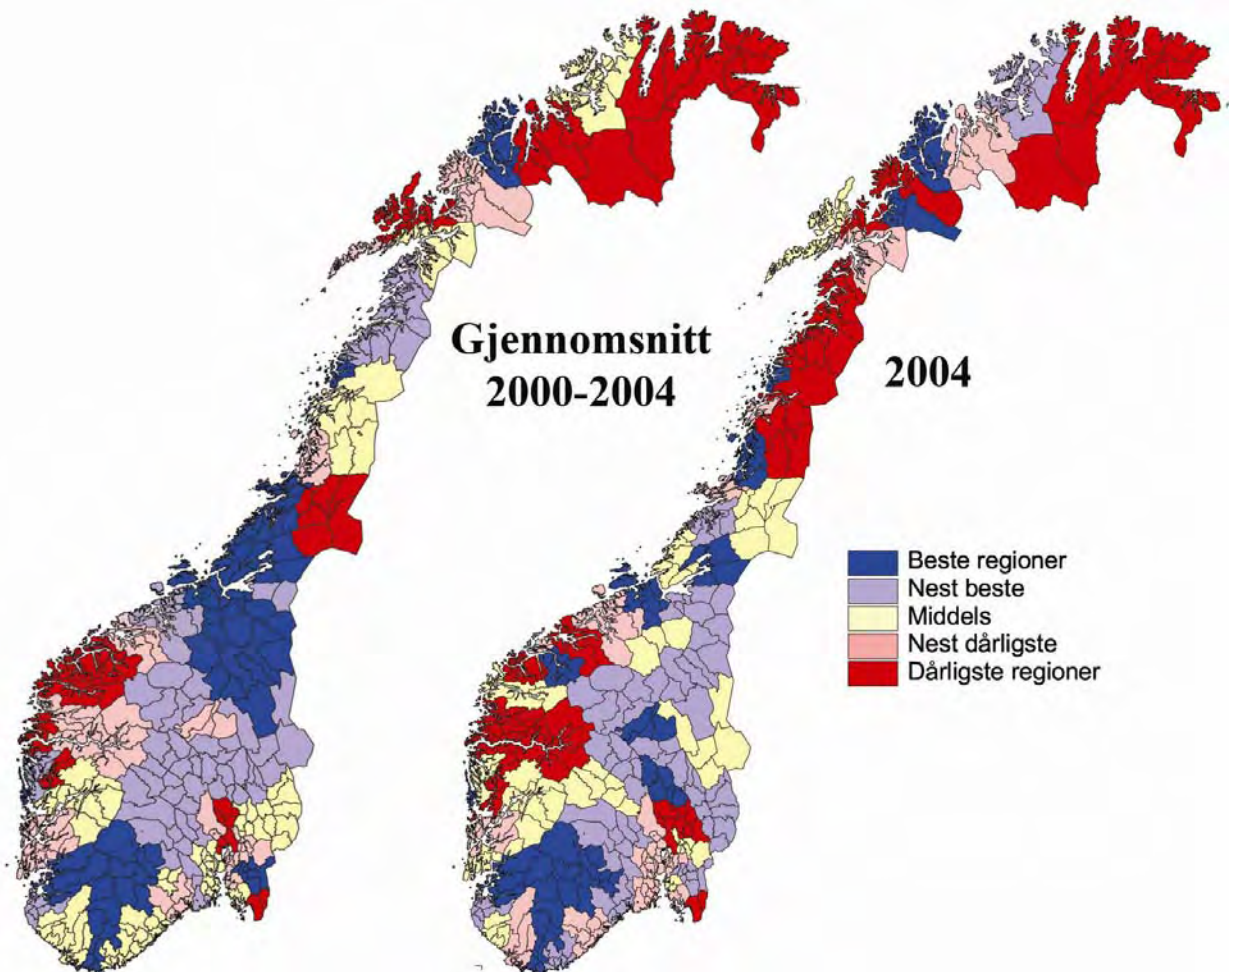 Gjennomsnitt
2000-2004
2004
Beste regioner
Nest beste
Middels
Nest dårligste
Dårligste regioner